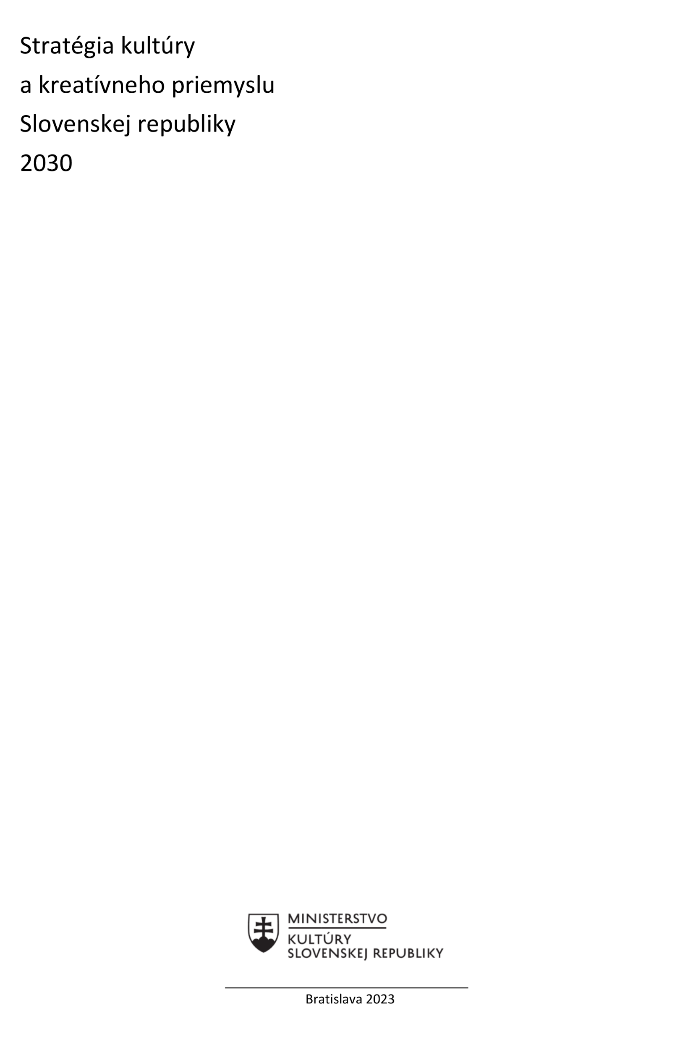 Stratégia kultúry
a kreatívneho priemyslu
Slovenskej republiky
2030
MINISTERSTVO
KULTÚRY
SLOVENSKEJ REPUBLIKY
Bratislava 2023